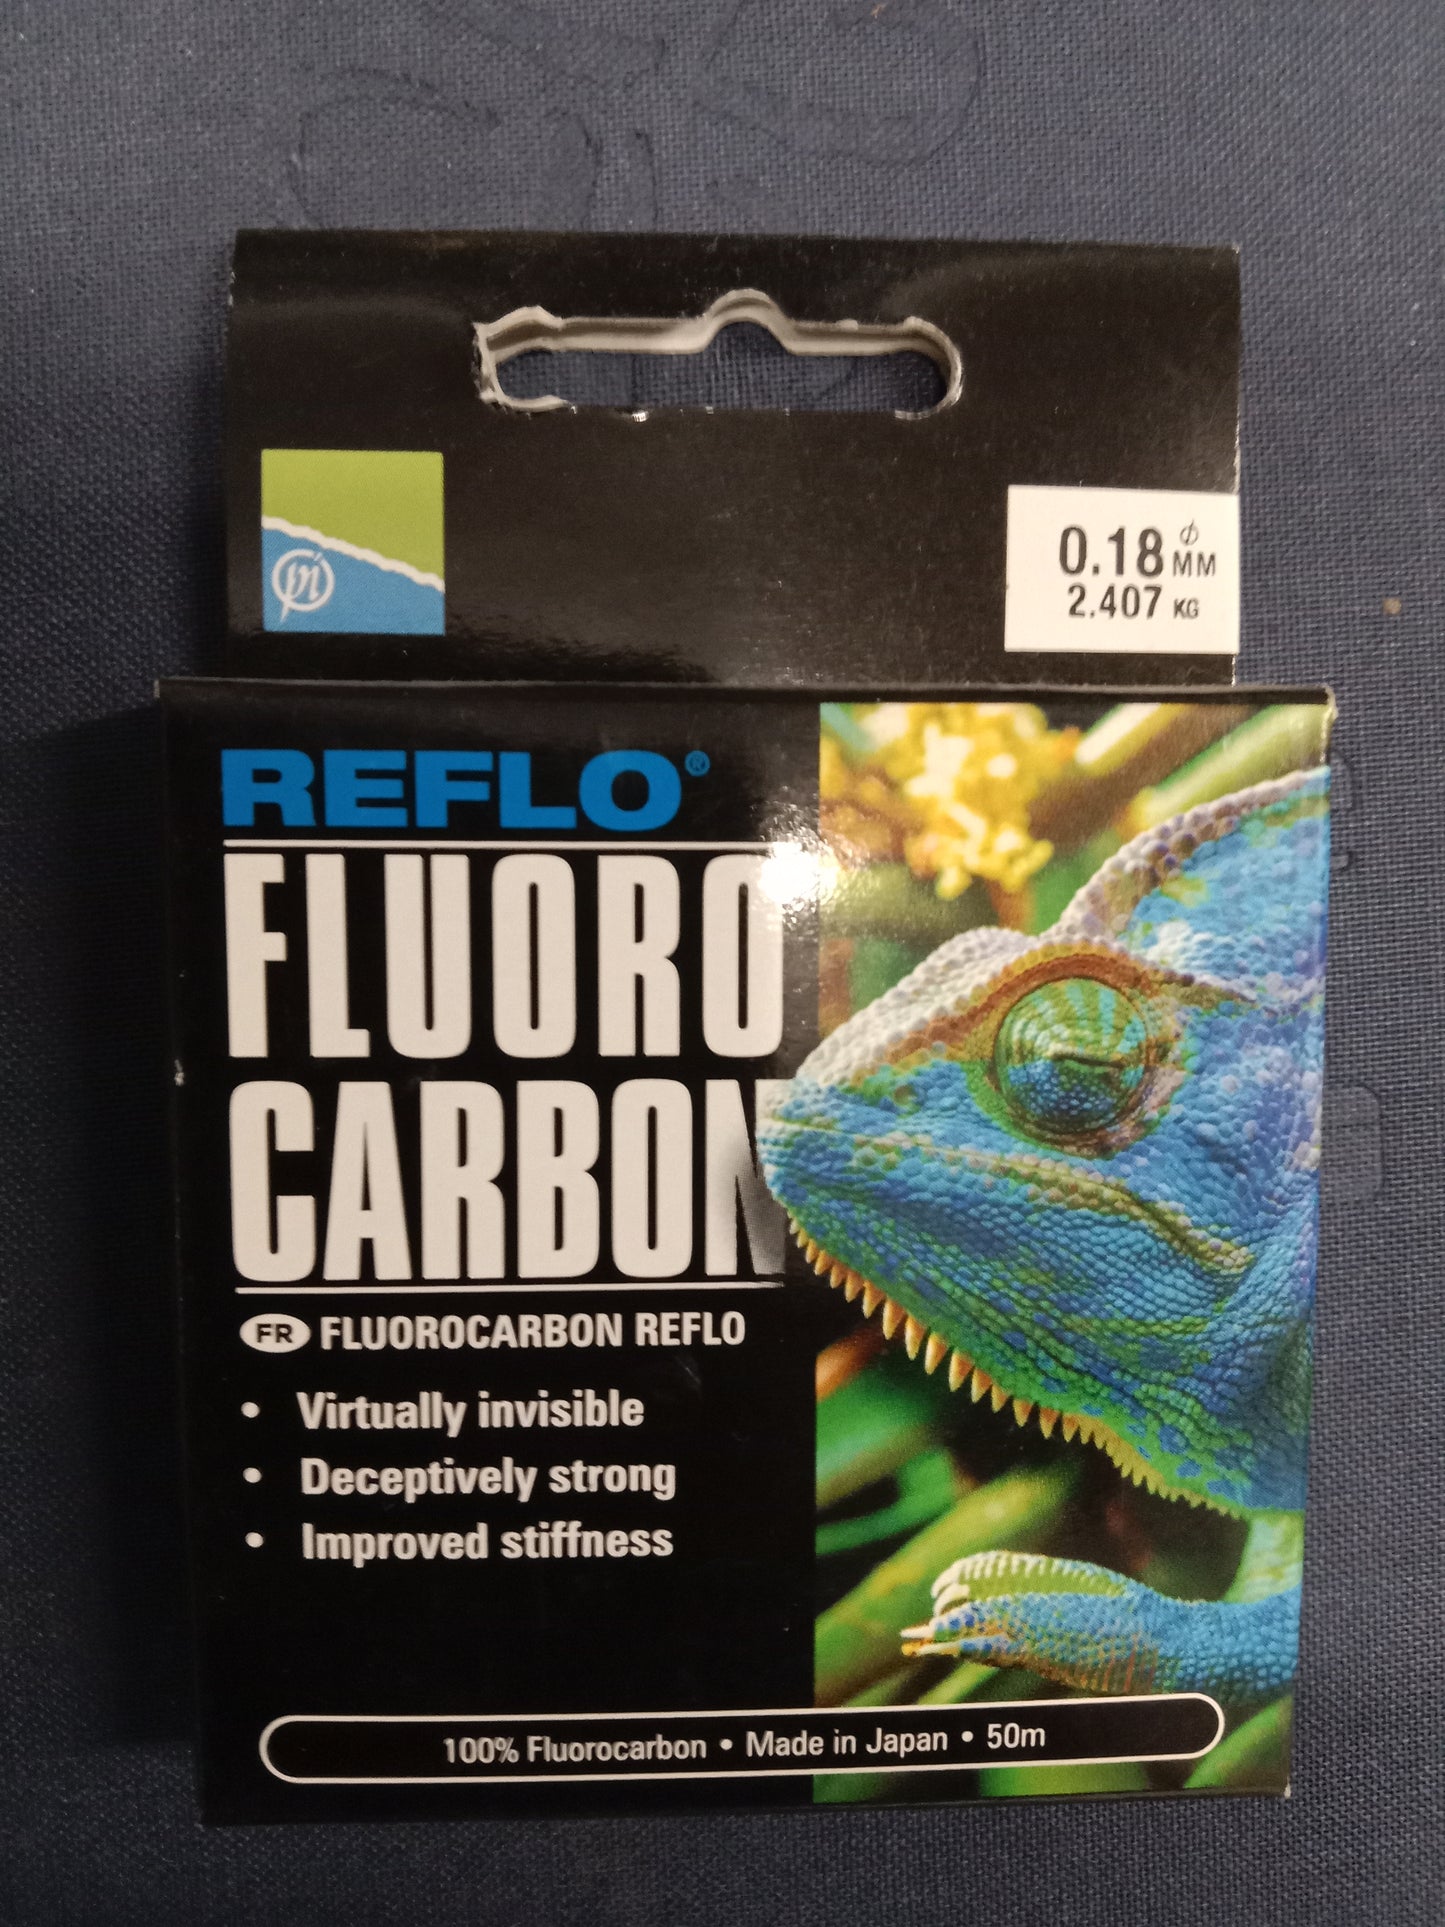 pi
0.18 ⌀ MM
2.407 KG
REFLO®
FLUORO
CARBON
FR FLUOROCARBON REFLO
• Virtually invisible
• Deceptively strong
• Improved stiffness
100% Fluorocarbon • Made in Japan • 50m